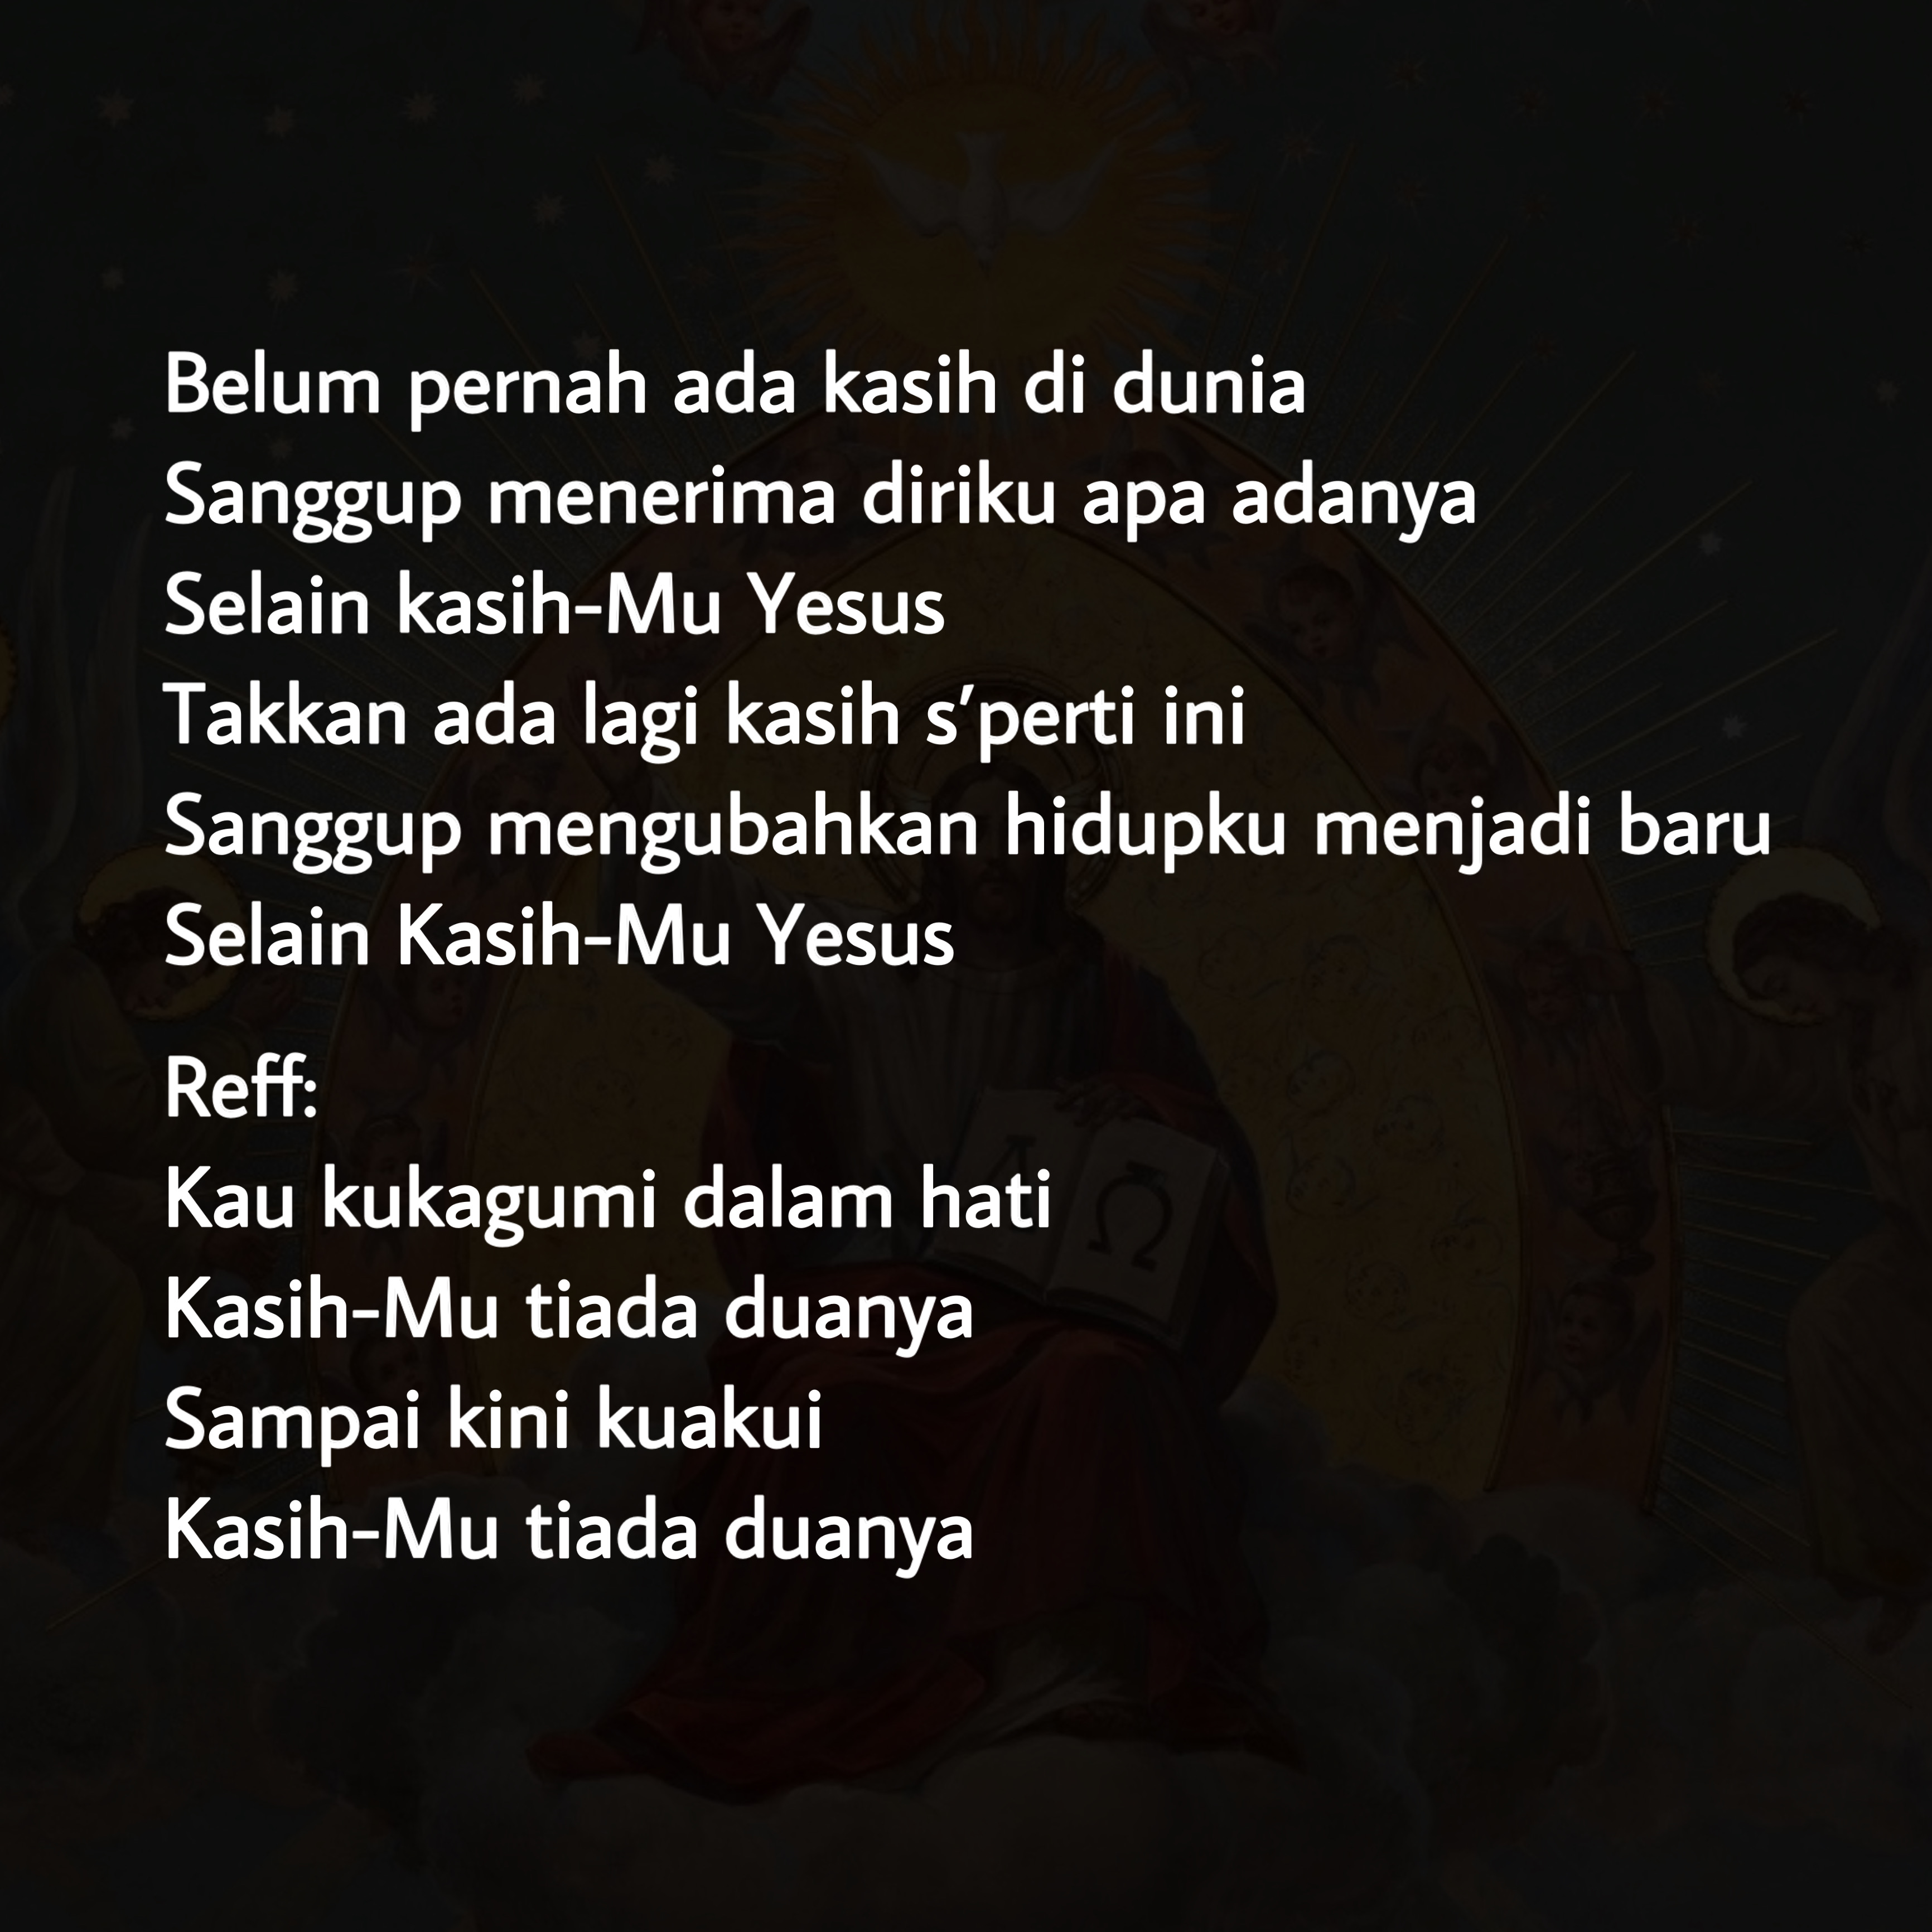 Belum pernah ada kasih di dunia
Sanggup menerima diriku apa adanya
Selain kasih-Mu Yesus
Takkan ada lagi kasih s'perti ini
Sanggup mengubahkan hidupku menjadi baru
Selain Kasih-Mu Yesus
Reff:
Kau kukagumi dalam hati
Kasih-Mu tiada duanya
Sampai kini kuakui
Kasih-Mu tiada duanya
Α Ω